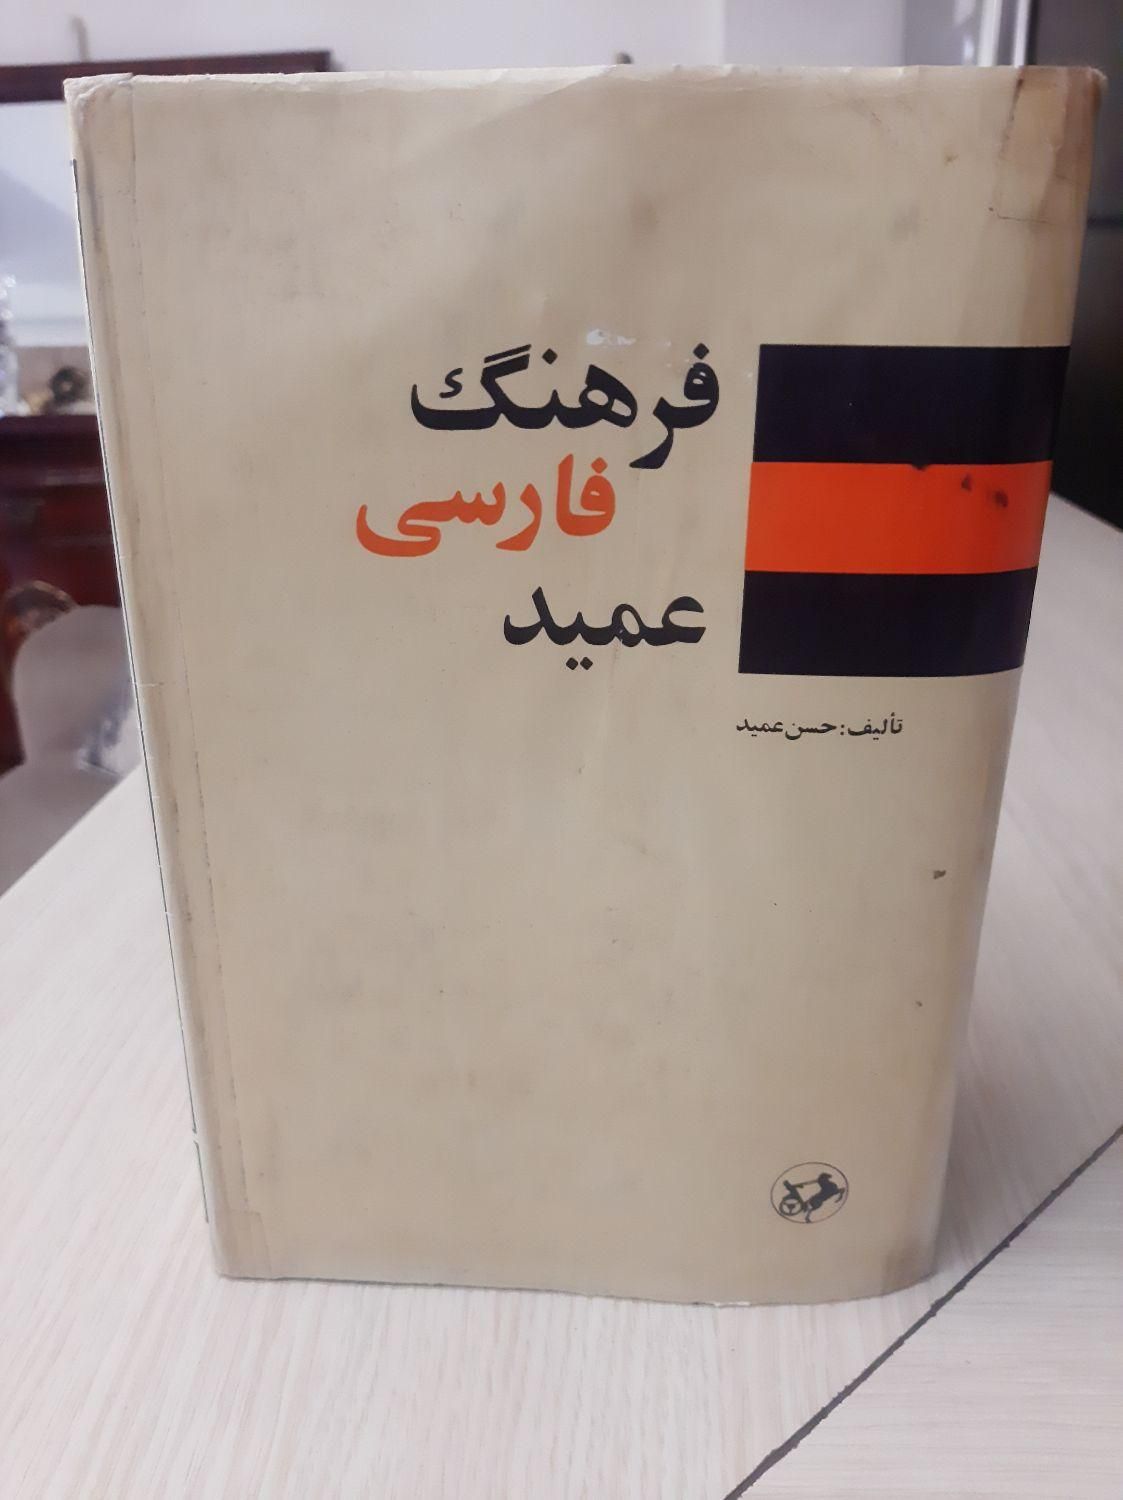 فرهنگ
فارسی
عمید
تألیف: حسن عمید